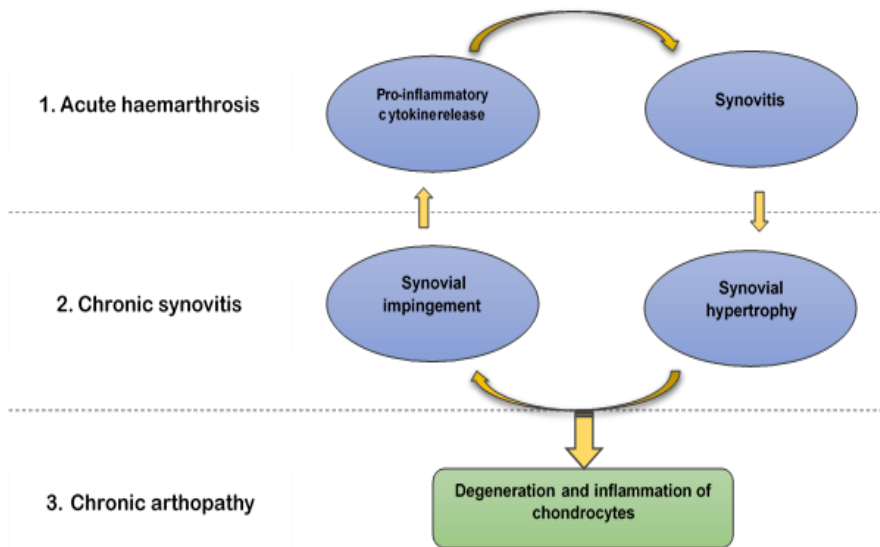 1. Acute haemarthrosis
Pro-inflammatory
cytokinerelease
Synovitis
2. Chronic synovitis
Synovial
impingement
Synovial
hypertrophy
3. Chronic arthopathy
Degeneration and inflammation of
chondrocytes